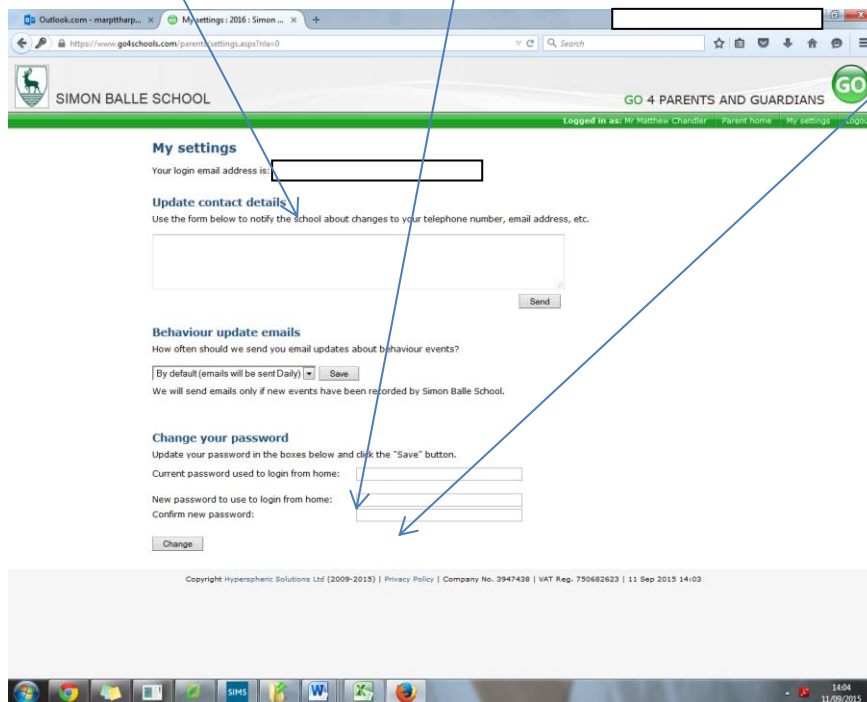 Outlook.com - marpttharp...
My settings : 2016 : Simon ...
https://www.go4schools.com/parents/settings.aspx?nla=0
Search
SIMON BALLE SCHOOL
GO 4 PARENTS AND GUARDIANS
GO
Logged in as: Mr Matthew Chandler Parent home My settings Logou
My settings
Your login email address is:
Update contact details
Use the form below to notify the school about changes to your telephone number, email address, etc.
Send
Behaviour update emails
How often should we send you email updates about behaviour events?
By default (emails will be sent Daily) Save
We will send emails only if new events have been recorded by Simon Balle School.
Change your password
Update your password in the boxes below and click the "Save" button.
Current password used to login from home:
New password to use to login from home:
Confirm new password:
Change
Copyright Hyperspheric Solutions Ltd (2009-2015) | Privacy Policy | Company No. 3947438 | VAT Reg. 750682623 | 11 Sep 2015 14:03
SIMS
14:04
11/09/2015